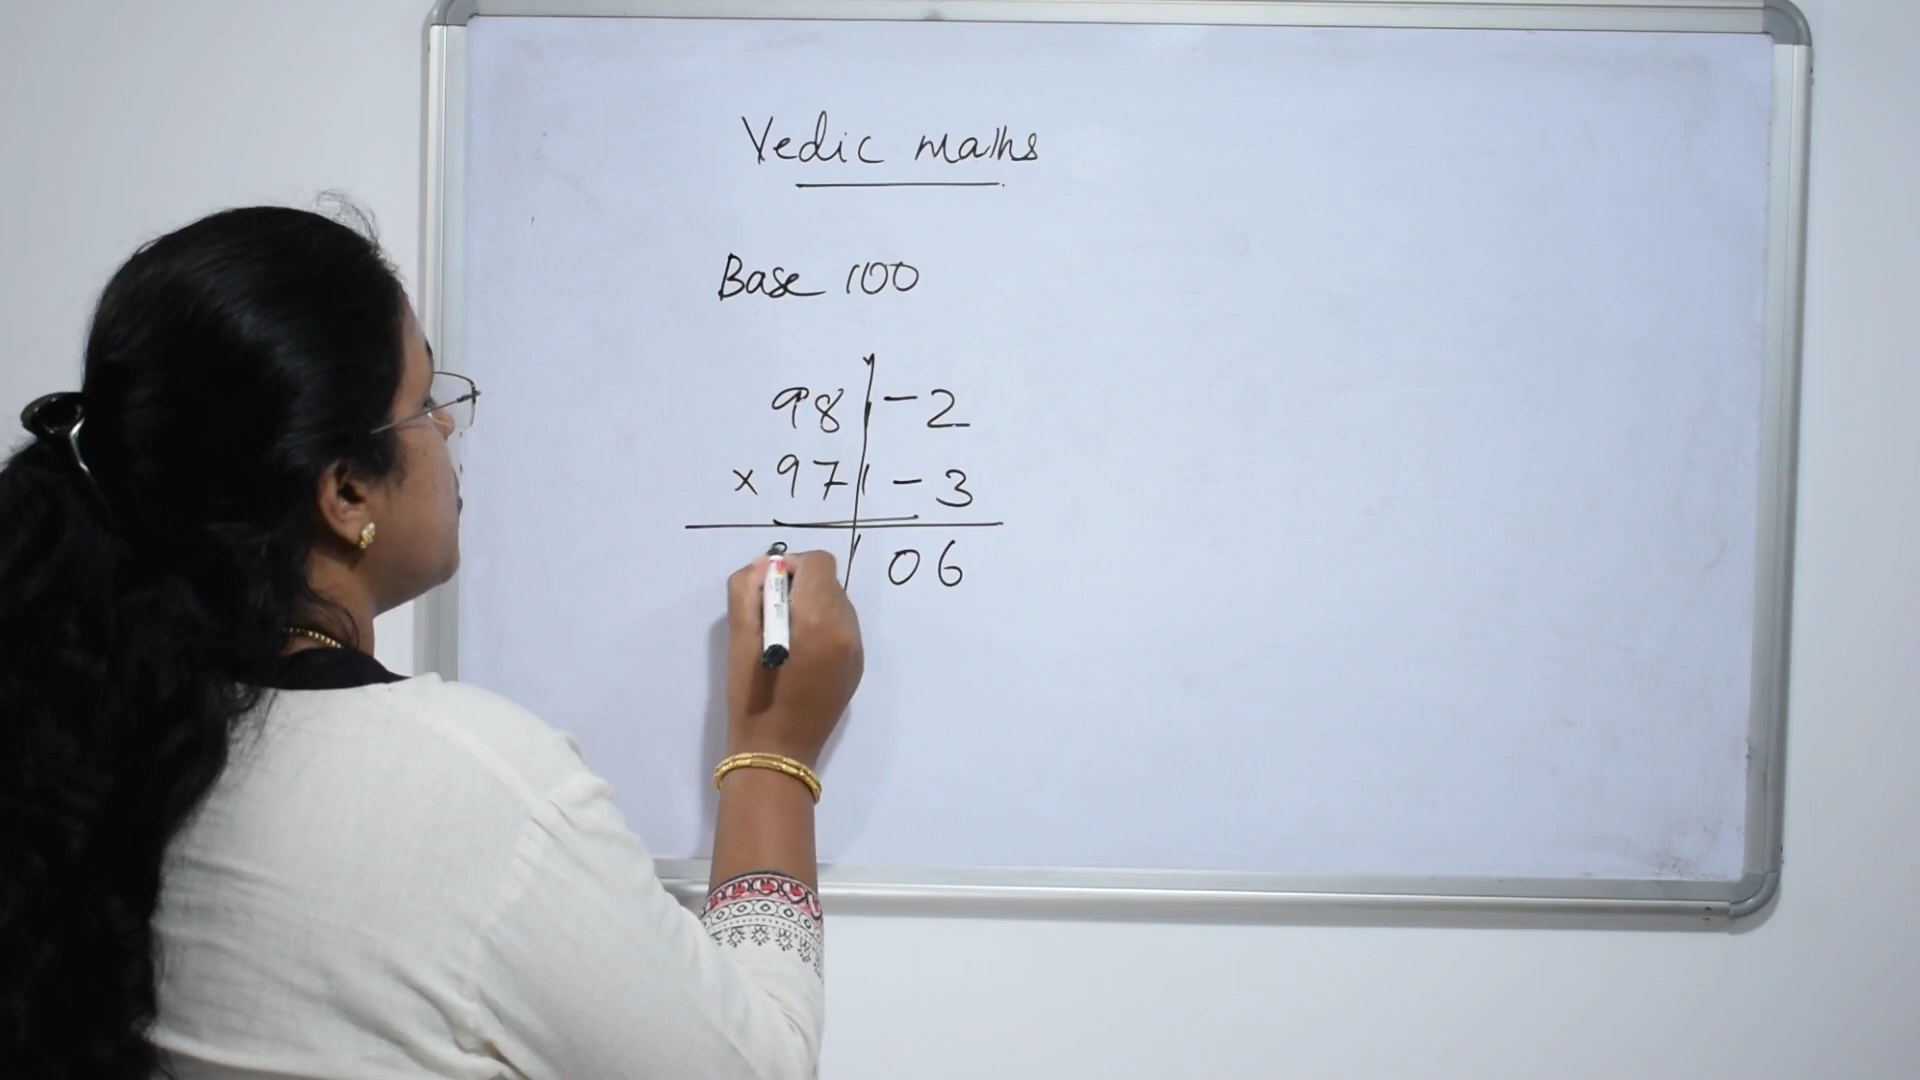 Vedic maths
Base 100
98 | - 2
x 97 | - 3
| 06